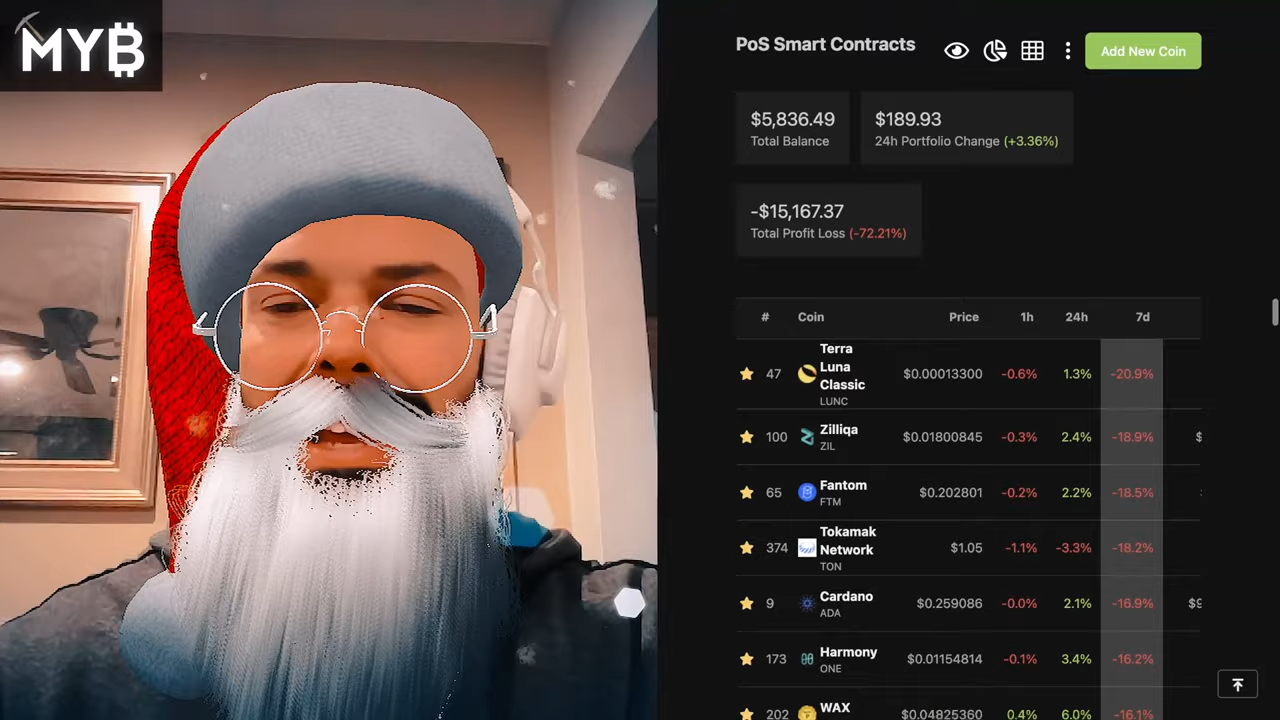 MYB
PoS Smart Contracts
Add New Coin
$5,836.49
Total Balance
$189.93
24h Portfolio Change (+3.36%)
-$15,167.37
Total Profit Loss (-72.21%)
# Coin Price 1h 24h 7d
47 Terra Luna Classic LUNC $0.00013300 -0.6% 1.3% -20.9%
100 Zilliqa ZIL $0.01800845 -0.3% 2.4% -18.9% $
65 Fantom FTM $0.202801 -0.2% 2.2% -18.5%
374 Tokamak Network TON $1.05 -1.1% -3.3% -18.2%
9 Cardano ADA $0.259086 -0.0% 2.1% -16.9% $9
173 Harmony ONE $0.01154814 -0.1% 3.4% -16.2%
202 WAX $0.04825360 0.4% 6.0% -16.1%